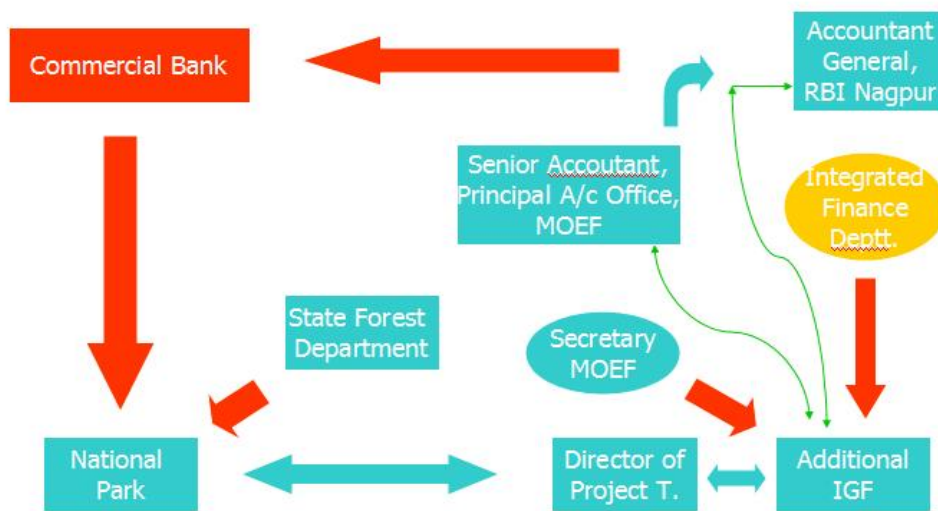 Commercial Bank
Accountant
General,
RBI Nagpur
Senior Accoutant,
Principal A/c Office,
MOEF
Integrated
Finance
Deptt.
State Forest
Department
Secretary
MOEF
National
Park
Director of
Project T.
Additional
IGF